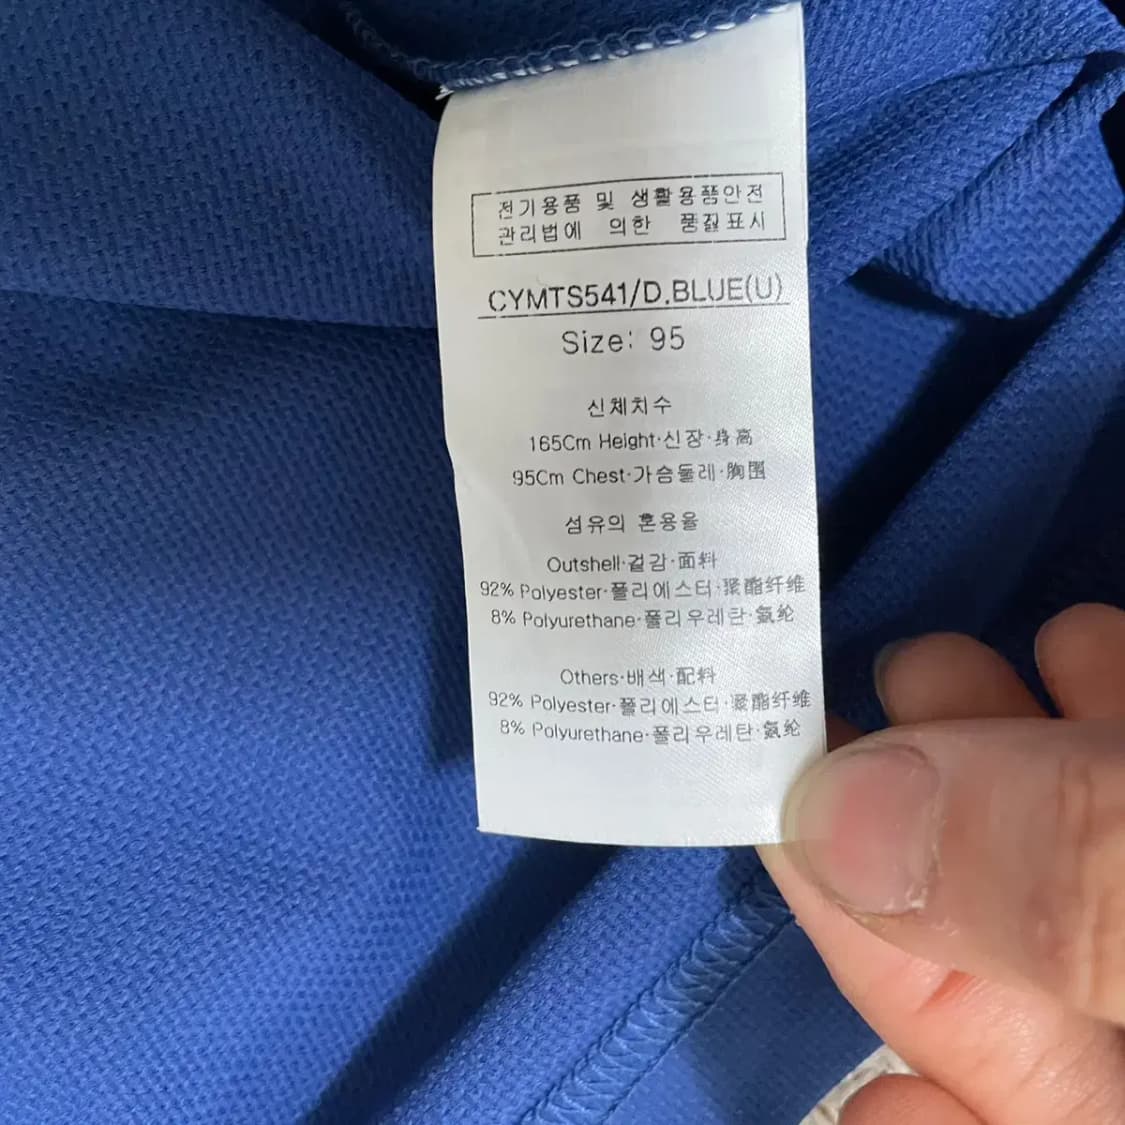 전기용품 및 생활용품안전
관리법에 의한 품질표시
CYMTS541/D.BLUE(U)
Size: 95
신체치수
165Cm Height·신장·身高
95Cm Chest·가슴둘레·胸围
섬유의 혼용율
Outshell·겉감·面料
92% Polyester·폴리에스터·聚酯纤维
8% Polyurethane·폴리우레탄·氨纶
Others·배색·配料
92% Polyester·폴리에스터·聚酯纤维
8% Polyurethane·폴리우레탄·氨纶